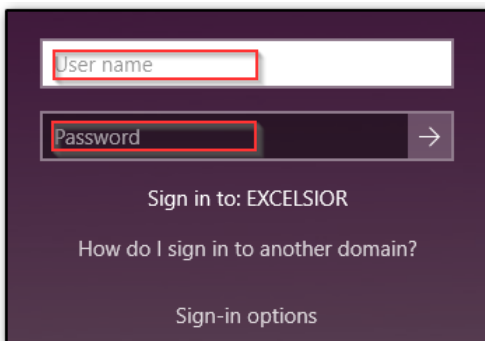 User name
Password
Sign in to: EXCELSIOR
How do I sign in to another domain?
Sign-in options